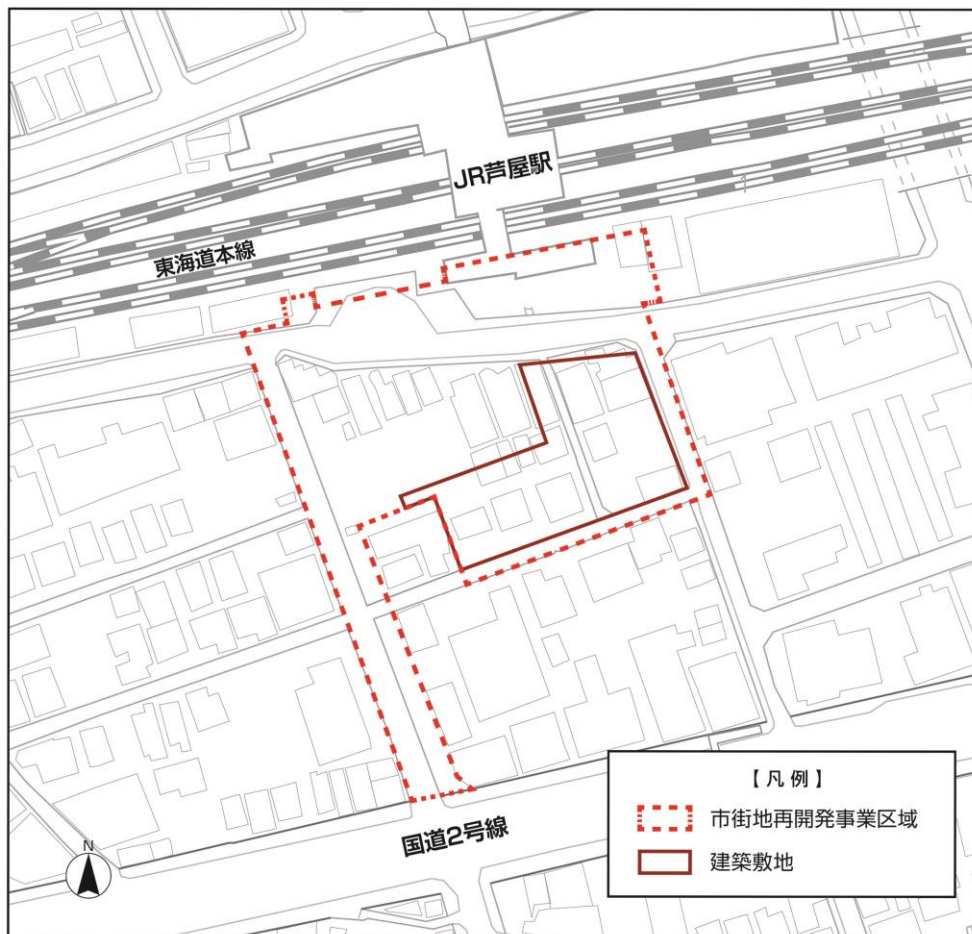 JR芦屋駅
東海道本線
国道2号線
N
【凡例】
市街地再開発事業区域
建築敷地